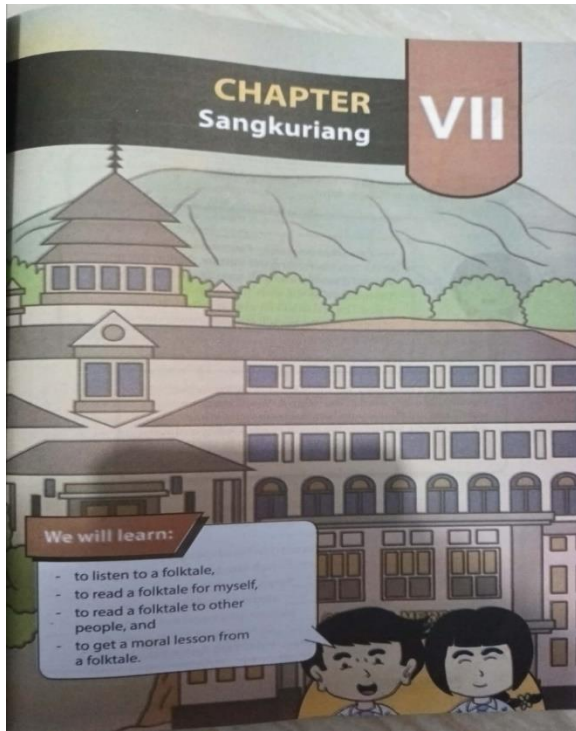 CHAPTER
VII
Sangkuriang
We will learn:
- to listen to a folktale,
- to read a folktale for myself,
- to read a folktale to other
people, and
- to get a moral lesson from
a folktale.